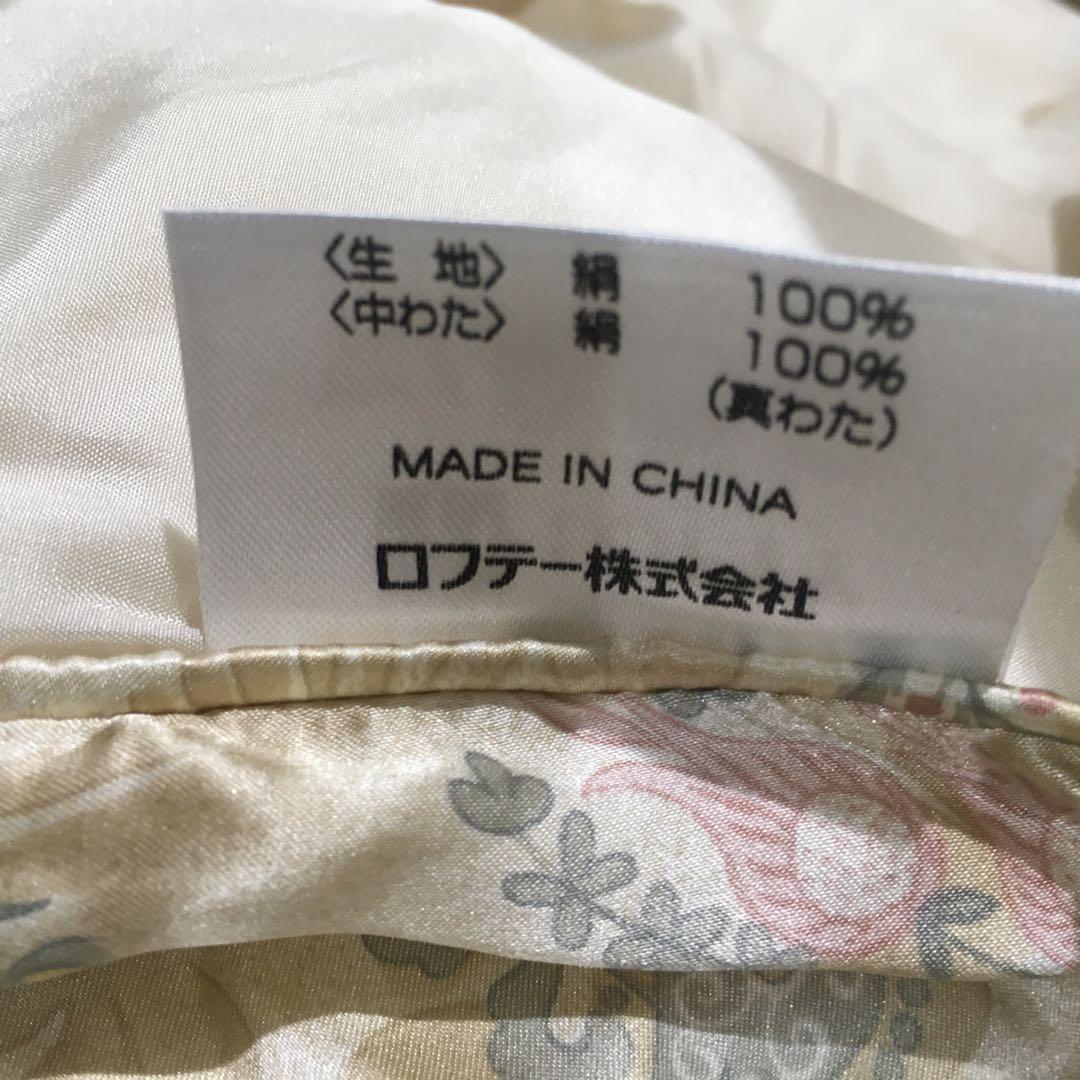 〈生 地〉 絹 100%
〈中わた〉 絹 100%
(真わた)
MADE IN CHINA
ロフテー株式会社